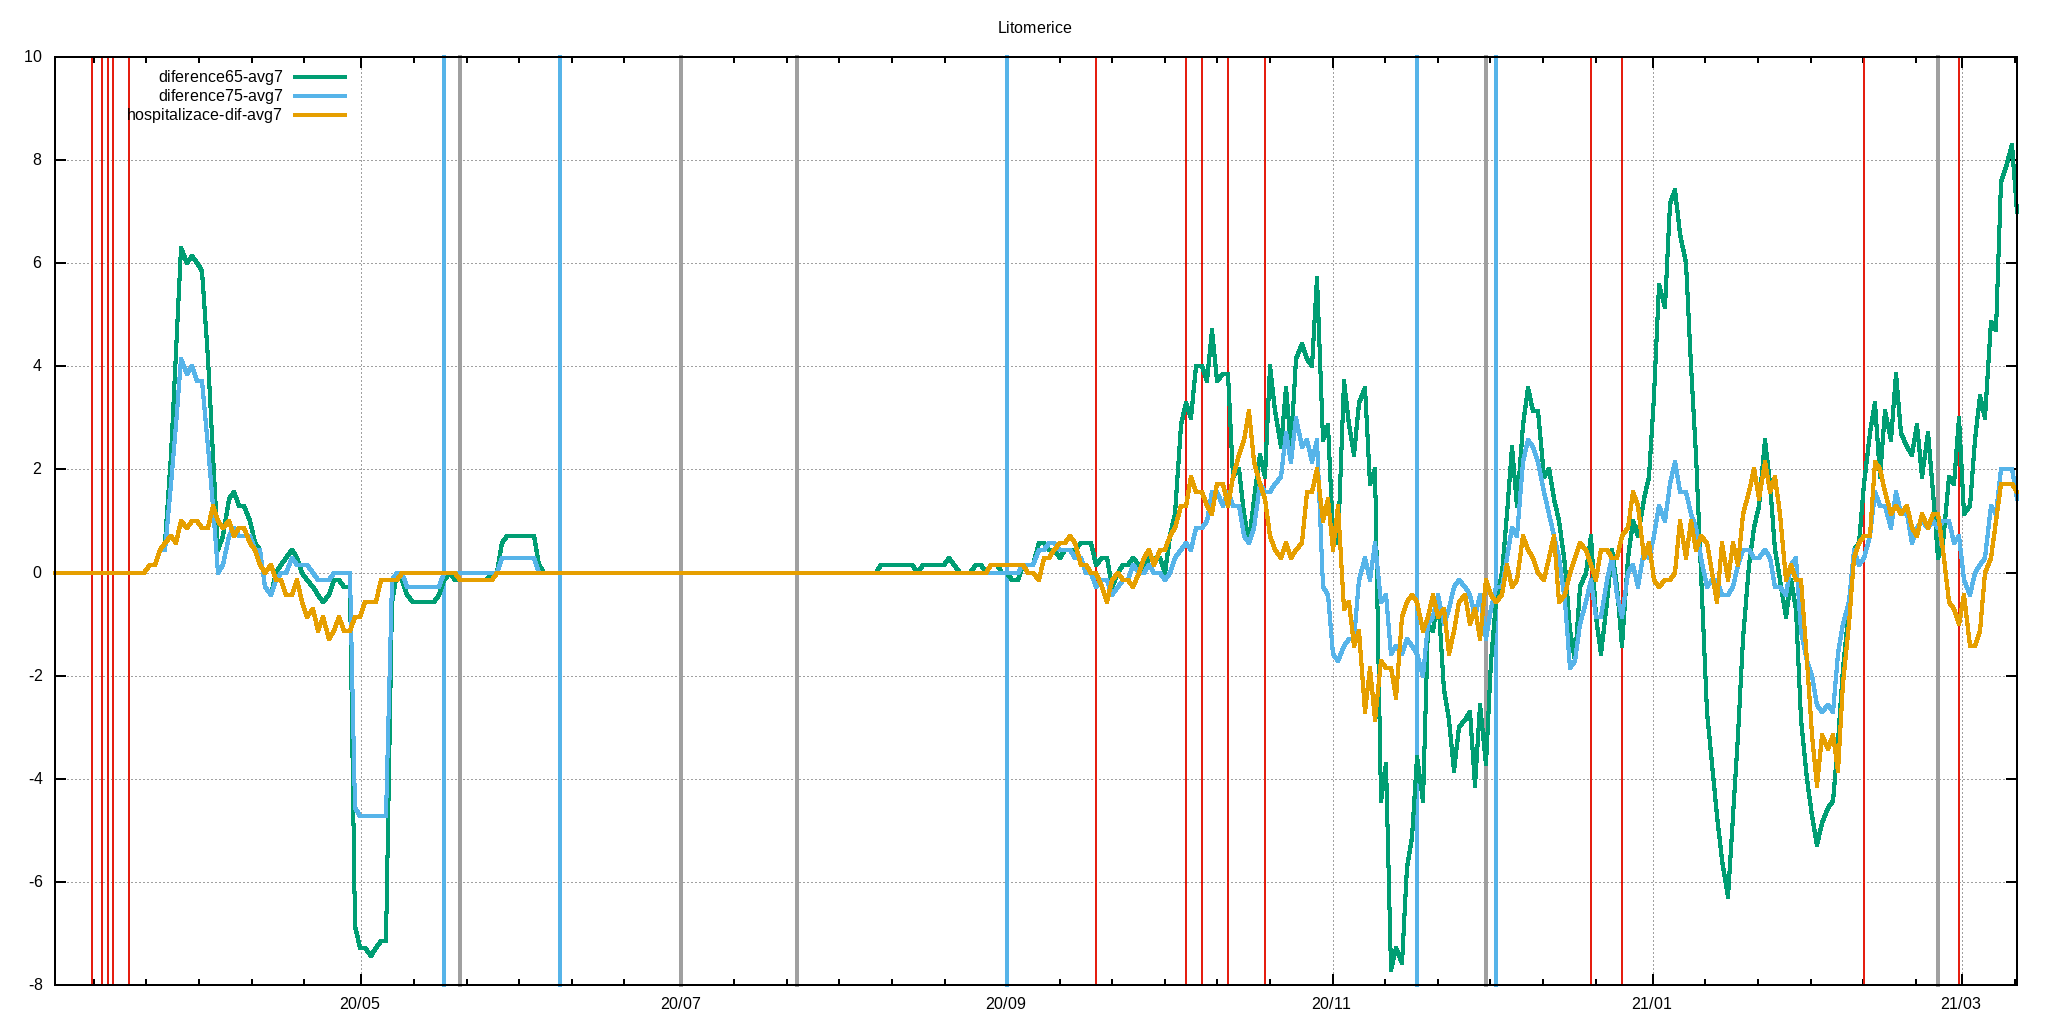 Litomerice
10
diference65-avg7
diference75-avg7
hospitalizace-dif-avg7
8
6
4
2
0
-2
-4
-6
-8
20/05 20/07 20/09 20/11 21/01 21/03